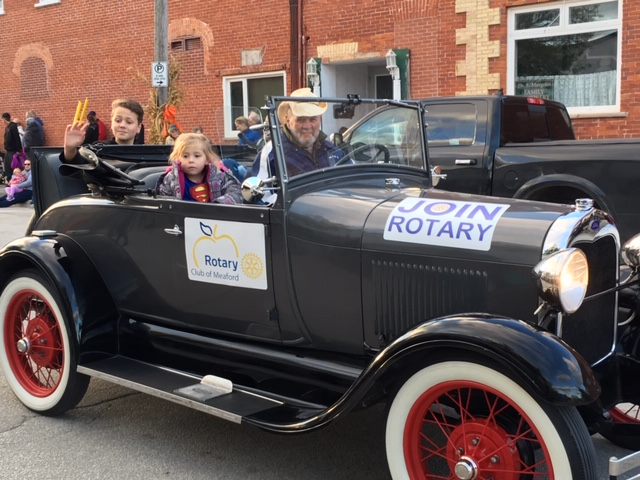 JOIN
ROTARY
Rotary
Club of Meaford
P